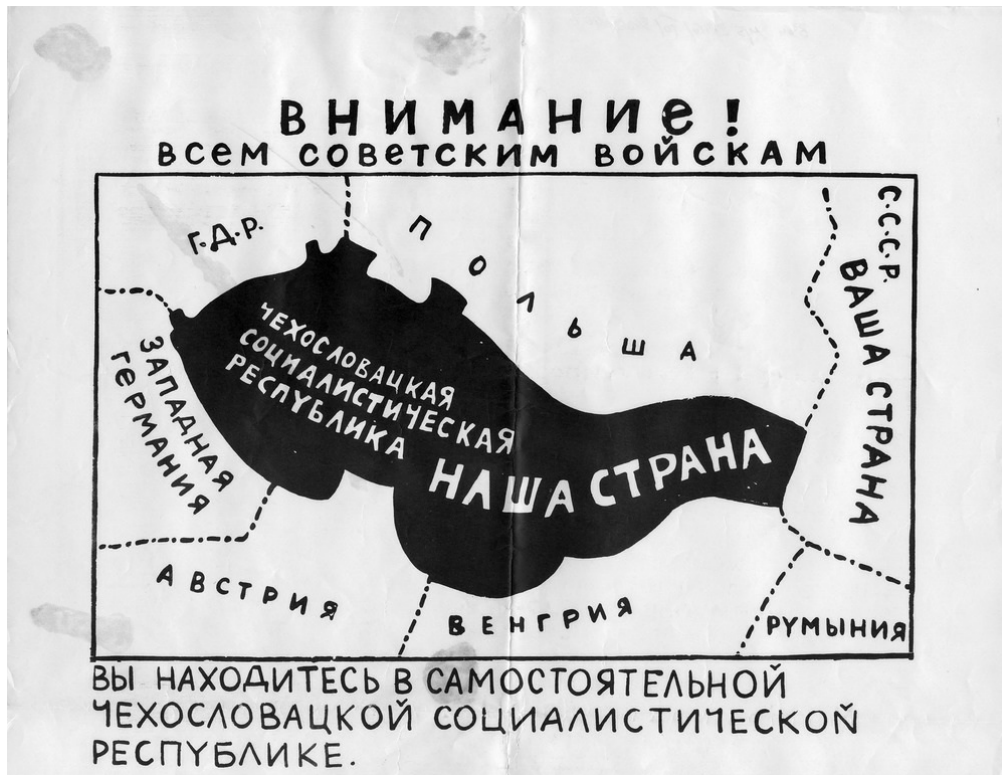 ВНИМАНИЕ!
ВСЕМ СОВЕТСКИМ ВОЙСКАМ
Г.Д.Р.
ПОЛЬША
С.С.С.Р.
ВАША СТРАНА
ЗАПАДНАЯ
ГЕРМАНИЯ
ЧЕХОСЛОВАЦКАЯ
СОЦИАЛИСТИЧЕСКАЯ
РЕСПУБЛИКА
НАША СТРАНА
АВСТРИЯ
ВЕНГРИЯ
РУМЫНИЯ
ВЫ НАХОДИТЕСЬ В САМОСТОЯТЕЛЬНОЙ
ЧЕХОСЛОВАЦКОЙ СОЦИАЛИСТИЧЕСКОЙ
РЕСПУБЛИКЕ.